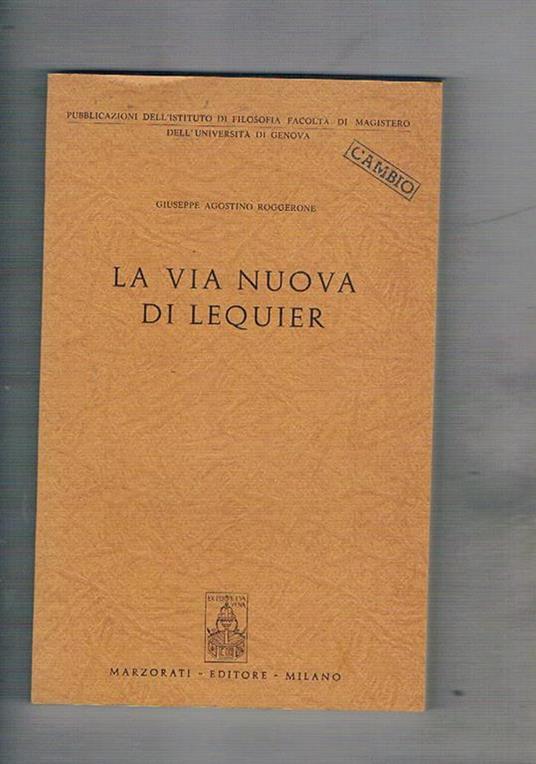 PUBBLICAZIONI DELL'ISTITUTO DI FILOSOFIA FACOLTÀ DI MAGISTERO
DELL'UNIVERSITÀ DI GENOVA
CAMBIO
GIUSEPPE AGOSTINO ROGGERONE
LA VIA NUOVA
DI LEQUIER
MARZORATI - EDITORE - MILANO